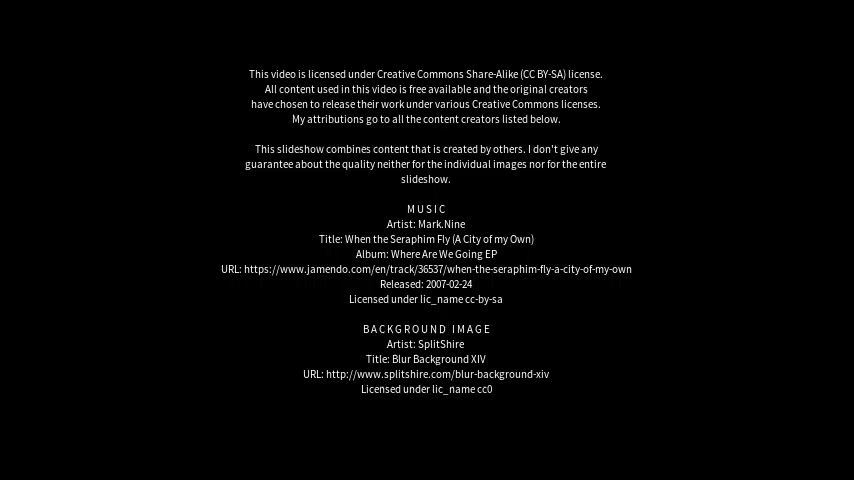 This video is licensed under Creative Commons Share-Alike (CC BY-SA) license.
All content used in this video is free available and the original creators
have chosen to release their work under various Creative Commons licenses.
My attributions go to all the content creators listed below.
This slideshow combines content that is created by others. I don't give any
guarantee about the quality neither for the individual images nor for the entire
slideshow.
MUSIC
Artist: Mark.Nine
Title: When the Seraphim Fly (A City of my Own)
Album: Where Are We Going EP
URL: https://www.jamendo.com/en/track/36537/when-the-seraphim-fly-a-city-of-my-own
Released: 2007-02-24
Licensed under lic_name cc-by-sa
BACKGROUND IMAGE
Artist: SplitShire
Title: Blur Background XIV
URL: http://www.splitshire.com/blur-background-xiv
Licensed under lic_name cc0